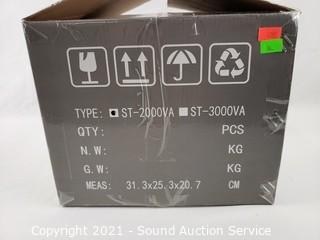 TYPE: ST-2000VA ST-3000VA
QTY: PCS
N.W: KG
G.W: KG
MEAS: 31.3x25.3x20.7 CM
Copyright 2021 - Sound Auction Service